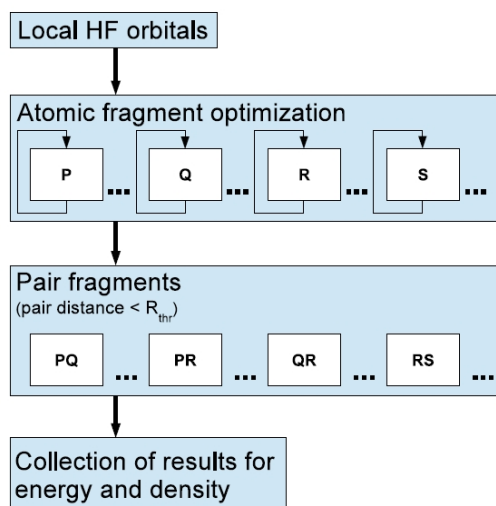 Local HF orbitals
Atomic fragment optimization
P ... Q ... R ... S ...
Pair fragments
(pair distance < R_thr)
PQ ... PR ... QR ... RS ...
Collection of results for
energy and density